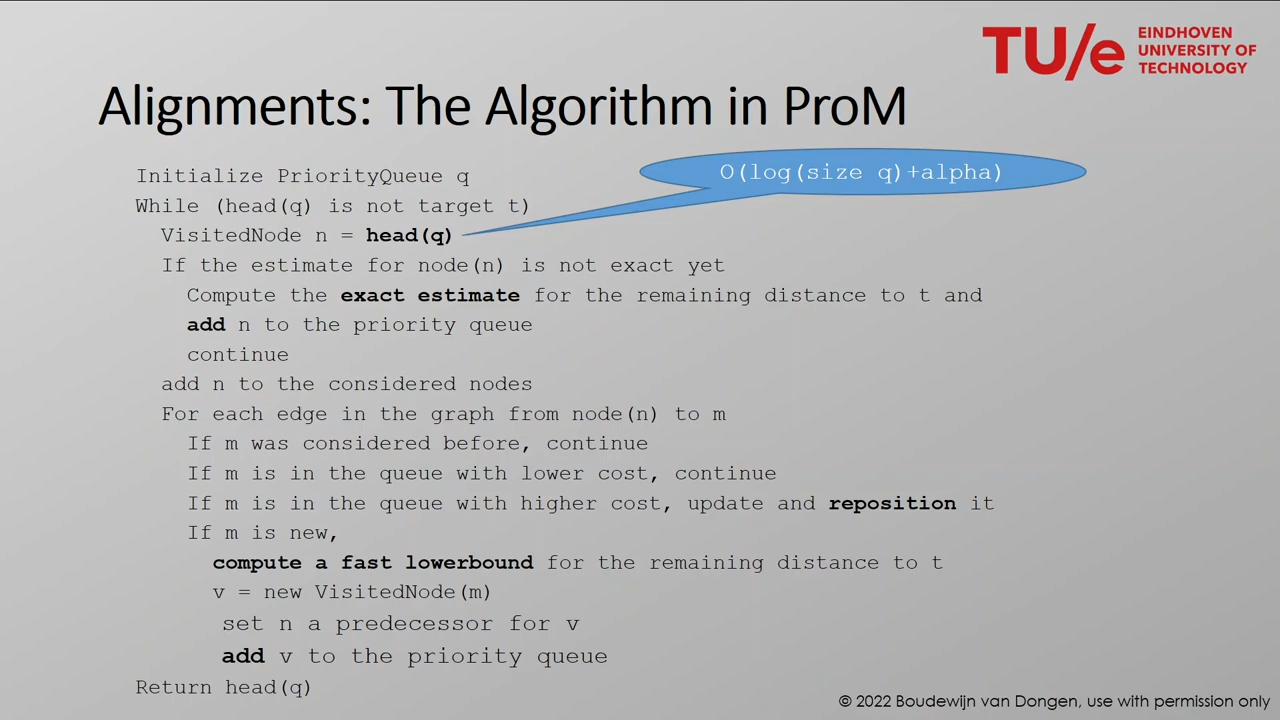 TU/e EINDHOVEN
UNIVERSITY OF
TECHNOLOGY
Alignments: The Algorithm in ProM
O(log(size q)+alpha)
Initialize PriorityQueue q
While (head(q) is not target t)
VisitedNode n = head(q)
If the estimate for node(n) is not exact yet
Compute the exact estimate for the remaining distance to t and
add n to the priority queue
continue
add n to the considered nodes
For each edge in the graph from node(n) to m
If m was considered before, continue
If m is in the queue with lower cost, continue
If m is in the queue with higher cost, update and reposition it
If m is new,
compute a fast lowerbound for the remaining distance to t
v = new VisitedNode(m)
set n a predecessor for v
add v to the priority queue
Return head(q)
© 2022 Boudewijn van Dongen, use with permission only